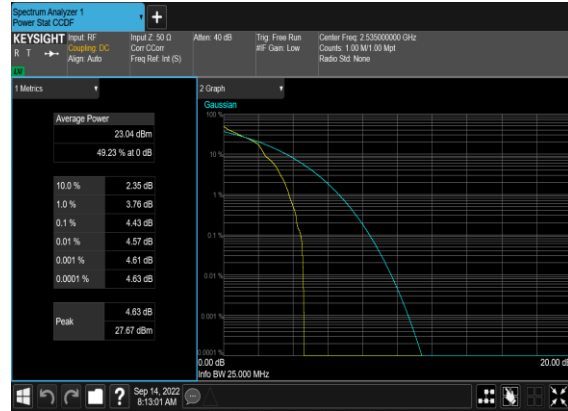 Spectrum Analyzer 1
Power Stat CCDF
KEYSIGHT
R T
LXI
Input: RF
Coupling: DC
Align: Auto
Input Z: 50 Ω
Corr CCorr
Freq Ref: Int (S)
Atten: 40 dB
Trig: Free Run
#IF Gain: Low
Center Freq: 2.535000000 GHz
Counts: 1.00 M/1.00 Mpt
Radio Std: None
1 Metrics
Average Power
23.04 dBm
49.23 % at 0 dB
10.0 % 2.35 dB
1.0 % 3.76 dB
0.1 % 4.43 dB
0.01 % 4.57 dB
0.001 % 4.61 dB
0.0001 % 4.63 dB
Peak 4.63 dB
27.67 dBm
2 Graph
Gaussian
100 %
10 %
1 %
0.1 %
0.01 %
0.001 %
0.0001 %
0.00 dB 20.00 dB
Info BW 25.000 MHz
?
Sep 14, 2022
8:13:01 AM